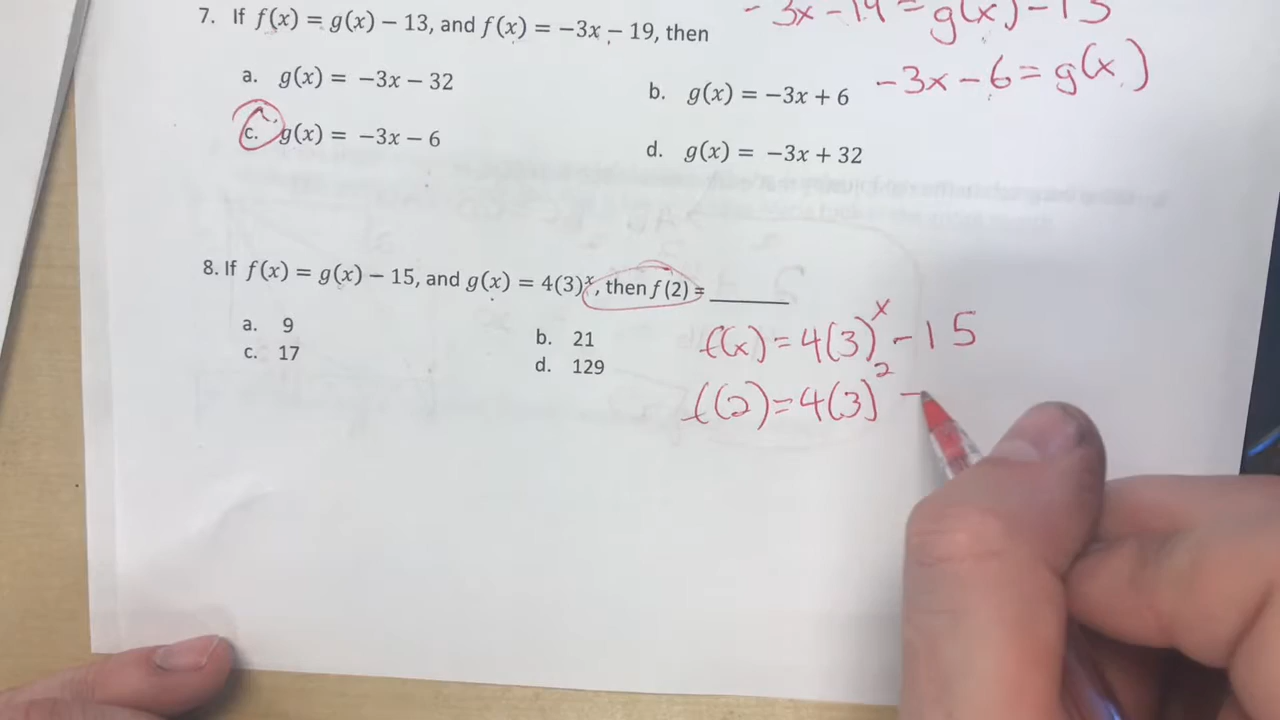 7. If f(x) = g(x) − 13, and f(x) = −3x − 19, then
-3x-19=g(x)-13
a. g(x) = −3x − 32
b. g(x) = −3x + 6
-3x-6=g(x)
c. g(x) = −3x − 6
d. g(x) = −3x + 32
8. If f(x) = g(x) − 15, and g(x) = 4(3)ˣ, then f(2) = ______
a. 9
b. 21
c. 17
d. 129
f(x)=4(3)ˣ-15
f(2)=4(3)² -